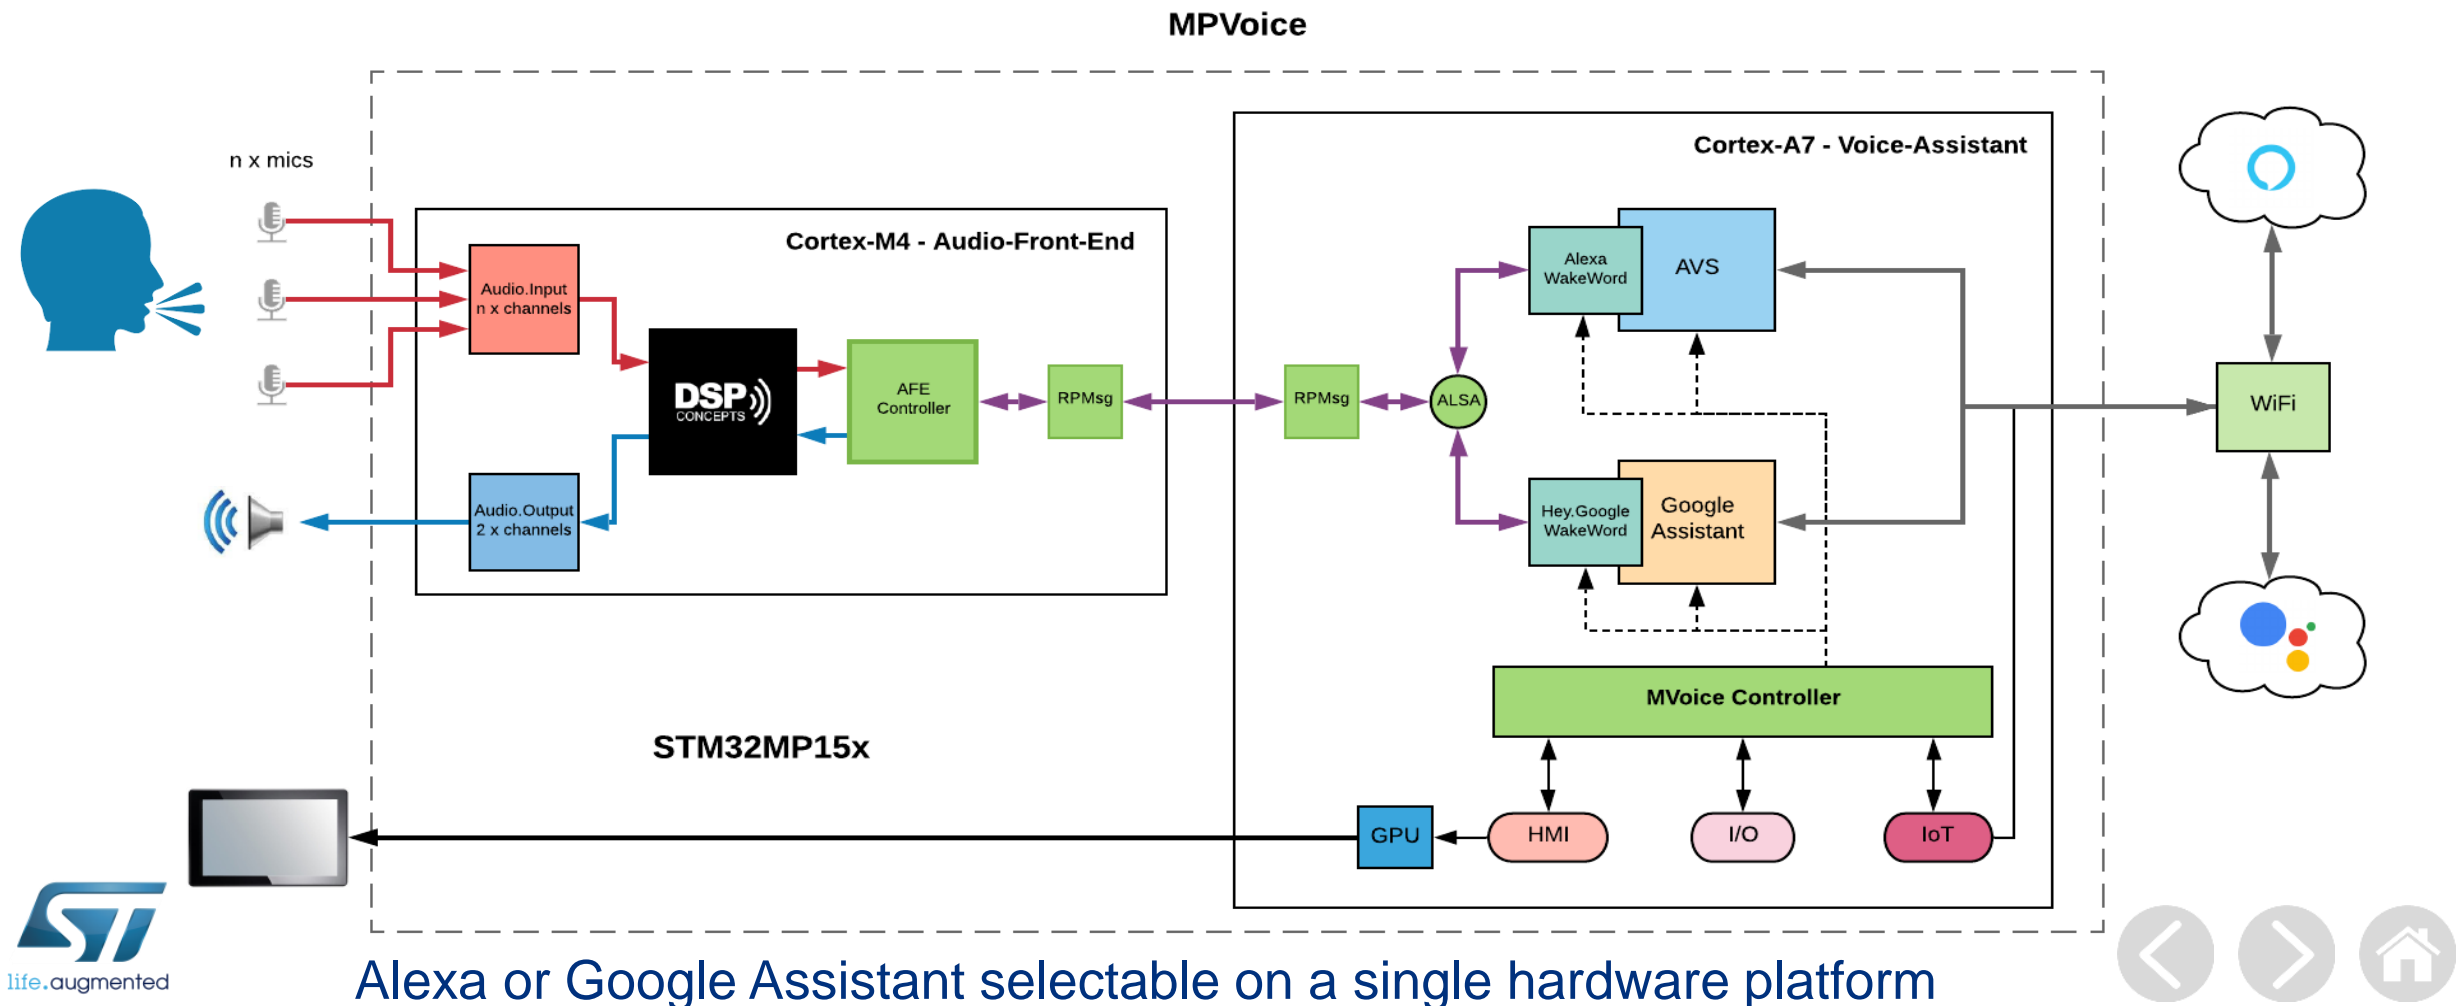 MPVoice
n x mics
Cortex-A7 - Voice-Assistant
Cortex-M4 - Audio-Front-End
Audio.Input
n x channels
DSP
CONCEPTS
AFE
Controller
RPMsg
RPMsg
ALSA
Alexa
WakeWord
AVS
WiFi
Audio.Output
2 x channels
Hey.Google
WakeWord
Google
Assistant
MVoice Controller
STM32MP15x
GPU
HMI
I/O
IoT
ST
life.augmented
Alexa or Google Assistant selectable on a single hardware platform